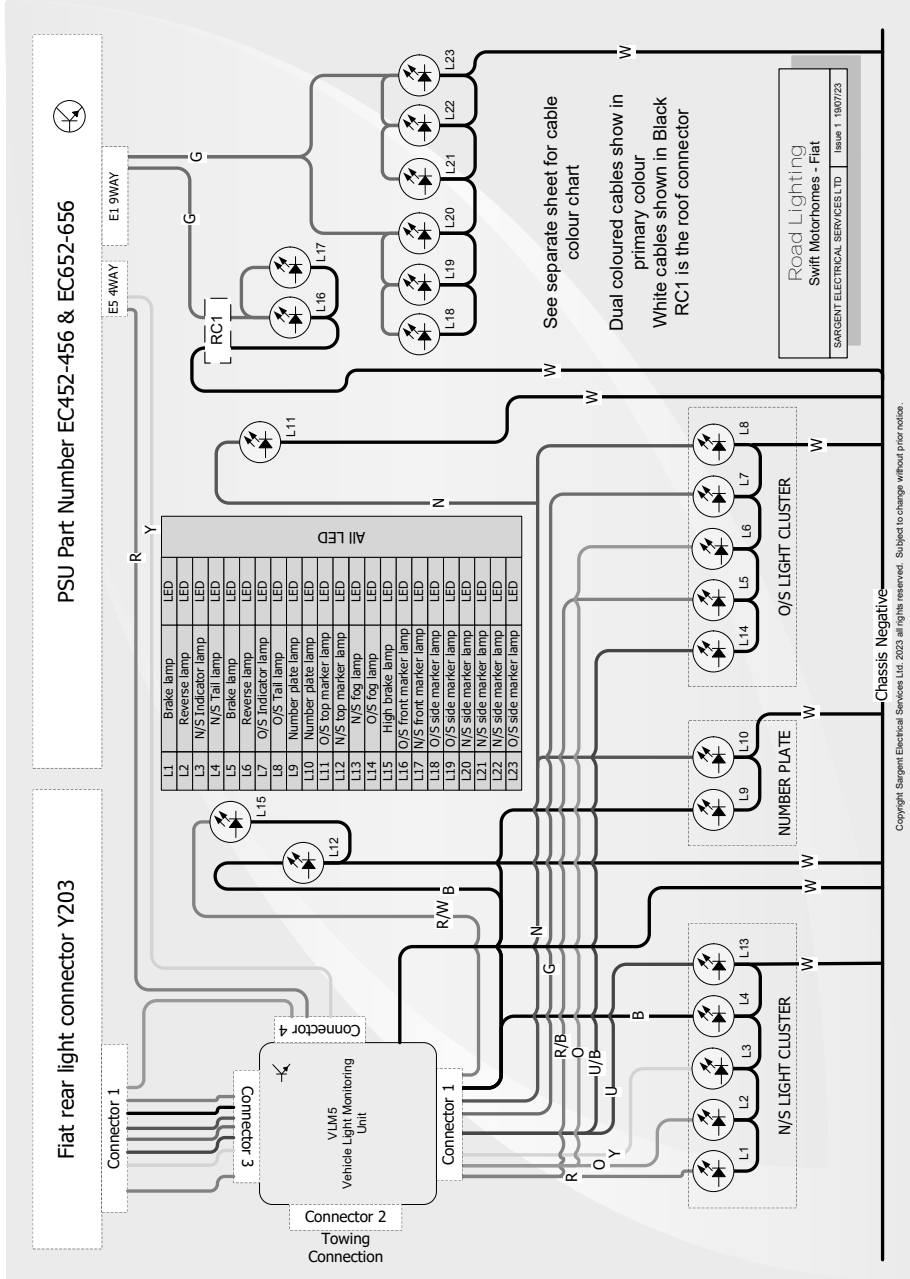 Fiat rear light connector Y203
PSU Part Number EC452-456 & EC652-656
Connector 1
E5 4WAY
E1 9WAY
R
Y
G
G
Connector 3
Connector 4
VLM5
Vehicle Light Monitoring
Unit
Connector 2
Towing
Connection
Connector 1
R/W
B
L12
L15
L1 Brake lamp LED
L2 Reverse lamp LED
L3 N/S Indicator lamp LED
L4 N/S Tail lamp LED
L5 Brake lamp LED
L6 Reverse lamp LED
L7 O/S Indicator lamp LED
L8 O/S Tail lamp LED
L9 Number plate lamp LED
L10 Number plate lamp LED
L11 O/S top marker lamp LED
L12 N/S top marker lamp LED
L13 N/S fog lamp LED
L14 O/S fog lamp LED
L15 High brake lamp LED
L16 O/S front marker lamp LED
L17 N/S front marker lamp LED
L18 O/S side marker lamp LED
L19 O/S side marker lamp LED
L20 N/S side marker lamp LED
L21 N/S side marker lamp LED
L22 N/S side marker lamp LED
L23 O/S side marker lamp LED
All LED
N
L11
RC1
L16
L17
L18
L19
L20
L21
L22
L23
See separate sheet for cable
colour chart
Dual coloured cables show in
primary colour
White cables shown in Black
RC1 is the roof connector
N
G
R/B
O
U/B
U
B
R
O
Y
L1
L2
L3
L4
L13
N/S LIGHT CLUSTER
L9
L10
NUMBER PLATE
L14
L5
L6
L7
L8
O/S LIGHT CLUSTER
W
W
W
W
W
W
W
W
Chassis Negative
Road Lighting
Swift Motorhomes - Fiat
SARGENT ELECTRICAL SERVICES LTD Issue 1 19/07/23
Copyright Sargent Electrical Services Ltd. 2023 all rights reserved. Subject to change without prior notice.